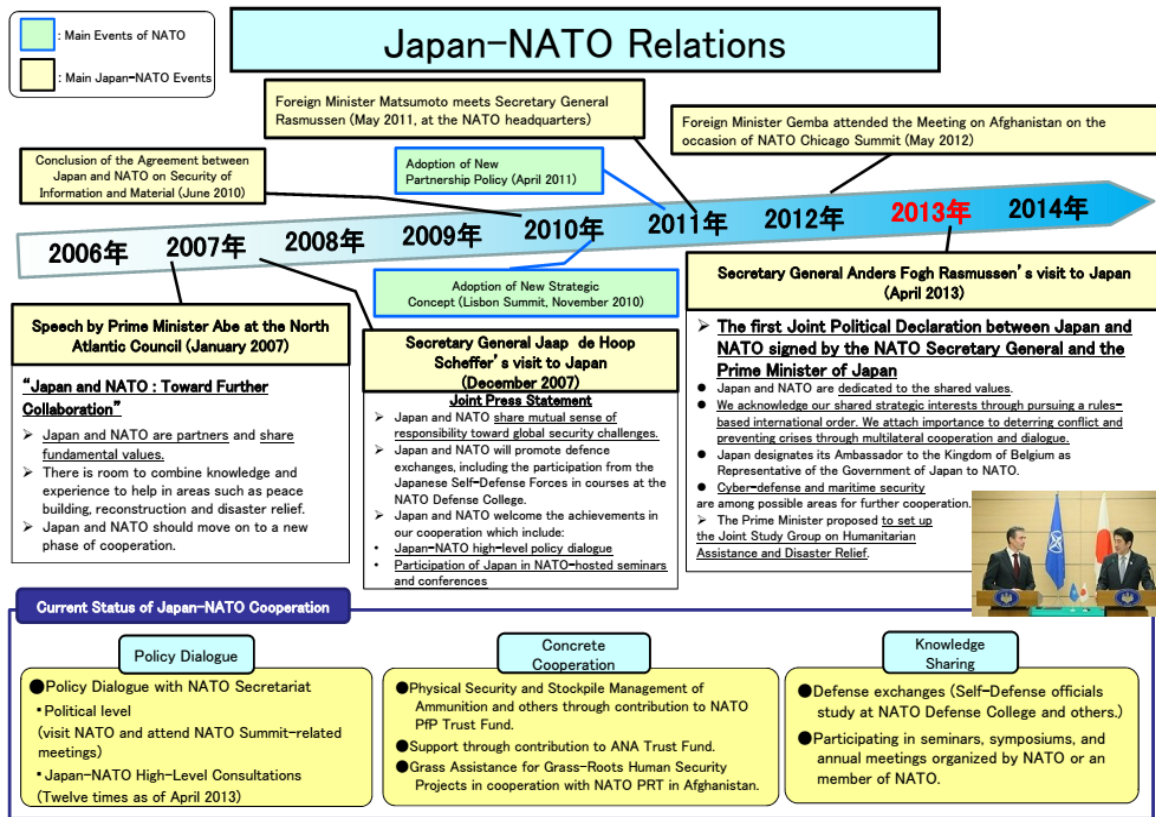 : Main Events of NATO
: Main Japan-NATO Events
Japan-NATO Relations
Foreign Minister Matsumoto meets Secretary General
Rasmussen (May 2011, at the NATO headquarters)
Foreign Minister Gemba attended the Meeting on Afghanistan on the
occasion of NATO Chicago Summit (May 2012)
Conclusion of the Agreement between
Japan and NATO on Security of
Information and Material (June 2010)
Adoption of New
Partnership Policy (April 2011)
2006年 2007年 2008年 2009年 2010年 2011年 2012年 2013年 2014年
Adoption of New Strategic
Concept (Lisbon Summit, November 2010)
Speech by Prime Minister Abe at the North
Atlantic Council (January 2007)
"Japan and NATO : Toward Further
Collaboration"
➢ Japan and NATO are partners and share
fundamental values.
➢ There is room to combine knowledge and
experience to help in areas such as peace
building, reconstruction and disaster relief.
➢ Japan and NATO should move on to a new
phase of cooperation.
Secretary General Jaap de Hoop
Scheffer's visit to Japan
(December 2007)
Joint Press Statement
➢ Japan and NATO share mutual sense of
responsibility toward global security challenges.
➢ Japan and NATO will promote defence
exchanges, including the participation from the
Japanese Self-Defense Forces in courses at the
NATO Defense College.
➢ Japan and NATO welcome the achievements in
our cooperation which include:
• Japan-NATO high-level policy dialogue
• Participation of Japan in NATO-hosted seminars
and conferences
Secretary General Anders Fogh Rasmussen's visit to Japan
(April 2013)
➢ The first Joint Political Declaration between Japan and
NATO signed by the NATO Secretary General and the
Prime Minister of Japan
● Japan and NATO are dedicated to the shared values.
● We acknowledge our shared strategic interests through pursuing a rules-
based international order. We attach importance to deterring conflict and
preventing crises through multilateral cooperation and dialogue.
● Japan designates its Ambassador to the Kingdom of Belgium as
Representative of the Government of Japan to NATO.
● Cyber-defense and maritime security
are among possible areas for further cooperation.
➢ The Prime Minister proposed to set up
the Joint Study Group on Humanitarian
Assistance and Disaster Relief.
Current Status of Japan-NATO Cooperation
Policy Dialogue
●Policy Dialogue with NATO Secretariat
・Political level
(visit NATO and attend NATO Summit-related
meetings)
・Japan-NATO High-Level Consultations
(Twelve times as of April 2013)
Concrete
Cooperation
●Physical Security and Stockpile Management of
Ammunition and others through contribution to NATO
PfP Trust Fund.
●Support through contribution to ANA Trust Fund.
●Grass Assistance for Grass-Roots Human Security
Projects in cooperation with NATO PRT in Afghanistan.
Knowledge
Sharing
●Defense exchanges (Self-Defense officials
study at NATO Defense College and others.)
●Participating in seminars, symposiums, and
annual meetings organized by NATO or an
member of NATO.